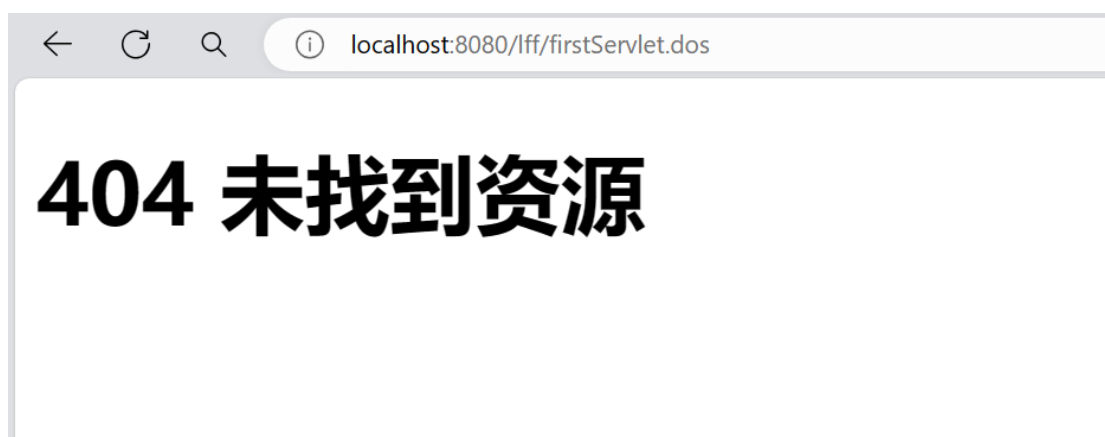 localhost:8080/lff/firstServlet.dos
404 未找到资源